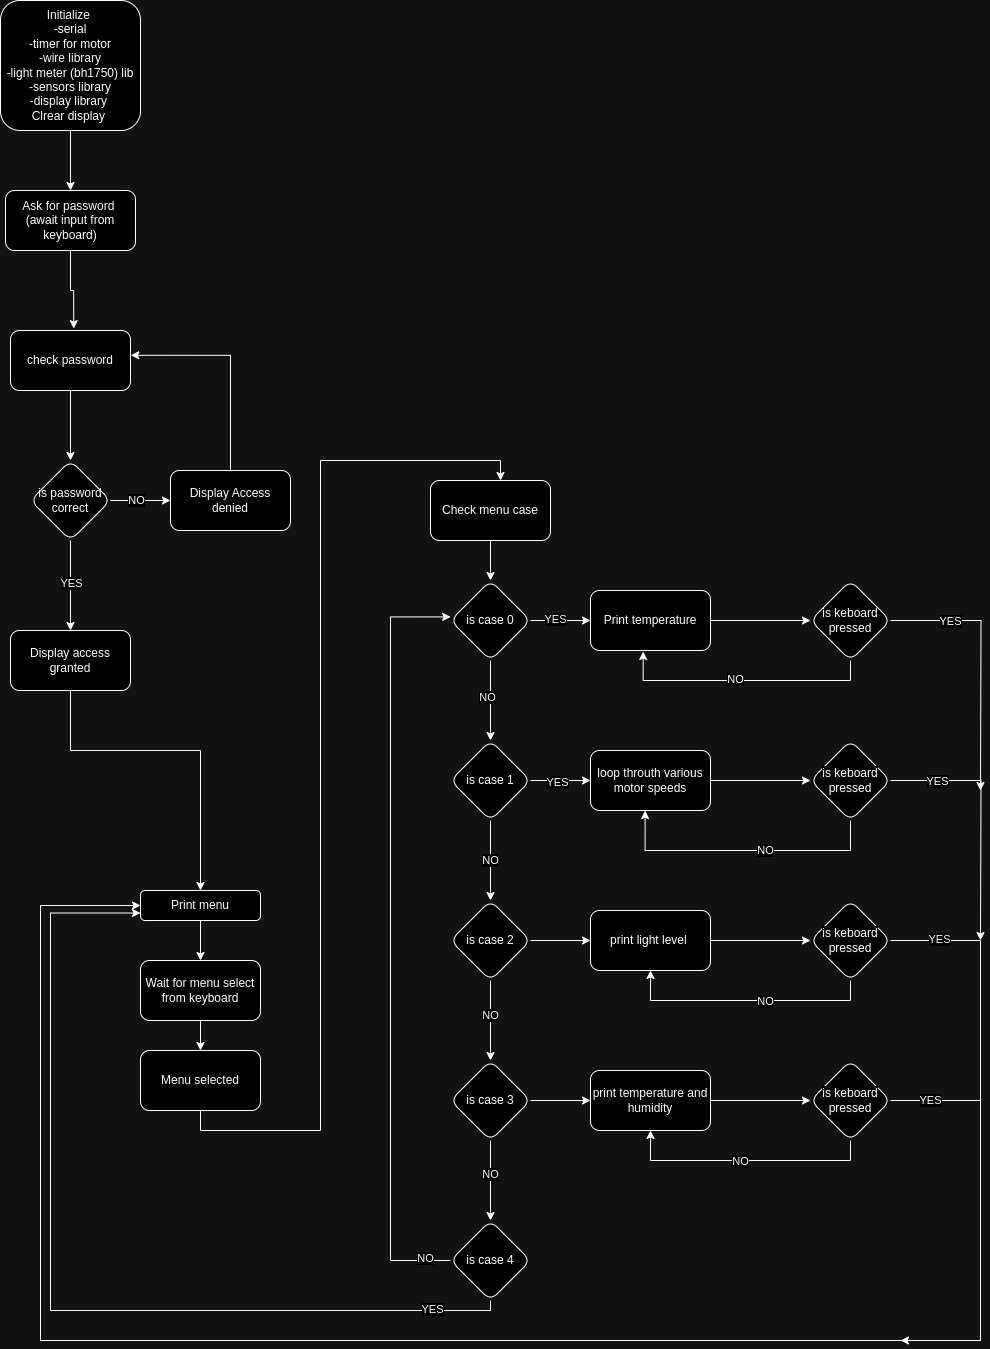 Initialize
-serial
-timer for motor
-wire library
-light meter (bh1750) lib
-sensors library
-display library
Clrear display
Ask for password
(await input from
keyboard)
check password
is password
correct
NO
Display Access
denied
YES
Display access
granted
Print menu
Wait for menu select
from keyboard
Menu selected
Check menu case
is case 0
YES
Print temperature
is keboard
pressed
YES
NO
NO
is case 1
YES
loop throuth various
motor speeds
is keboard
pressed
YES
NO
NO
is case 2
print light level
is keboard
pressed
YES
NO
NO
is case 3
print temperature and
humidity
is keboard
pressed
YES
NO
NO
is case 4
NO
YES